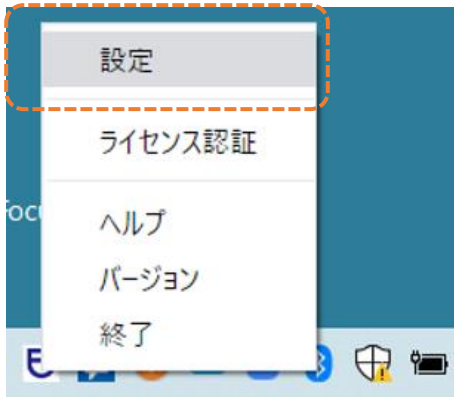 設定
ライセンス認証
ヘルプ
バージョン
終了